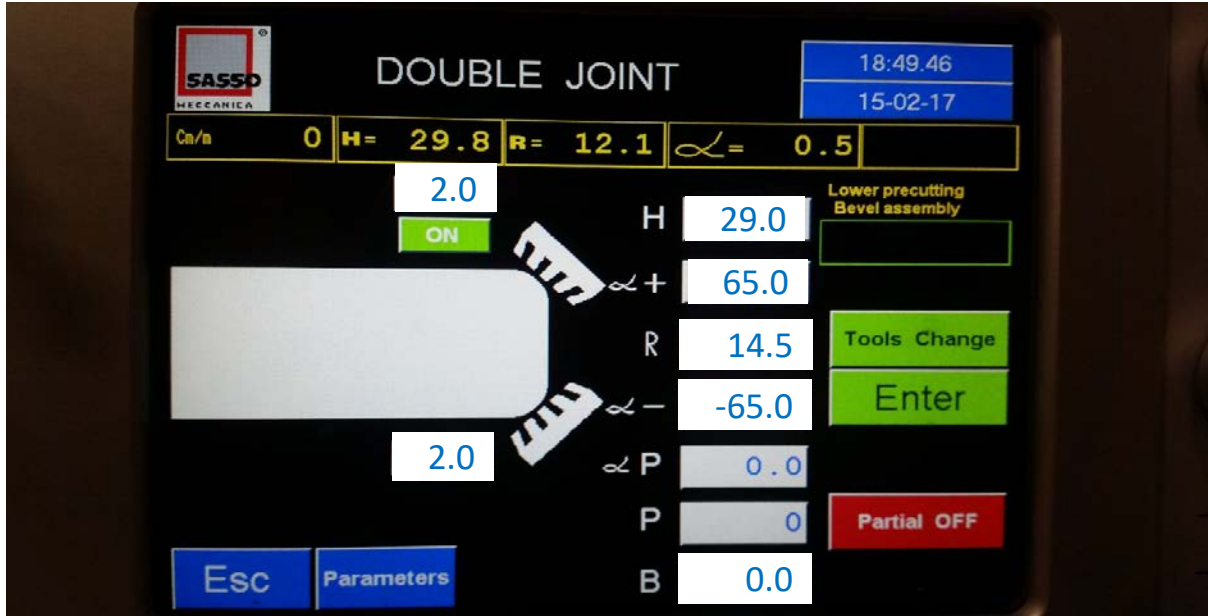 ®
SASSO
MECCANICA
DOUBLE JOINT
18:49.46
15-02-17
Cm/m 0 H= 29.8 R= 12.1 α= 0.5
2.0
ON
H 29.0
Lower precutting
Bevel assembly
α+ 65.0
R 14.5
Tools Change
α- -65.0
Enter
2.0
α P 0.0
P 0
Partial OFF
Esc
Parameters
B 0.0